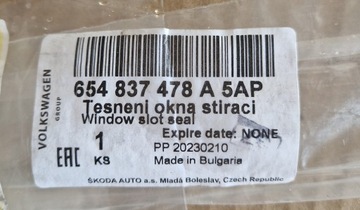 VOLKSWAGEN
GROUP
654 837 478 A 5AP
Tesneni okna stiraci
Window slot seal
Expire date: NONE
EAC
1
KS
PP 20230210
Made in Bulgaria
ŠKODA AUTO a.s. Mladá Boleslav, Czech Republic